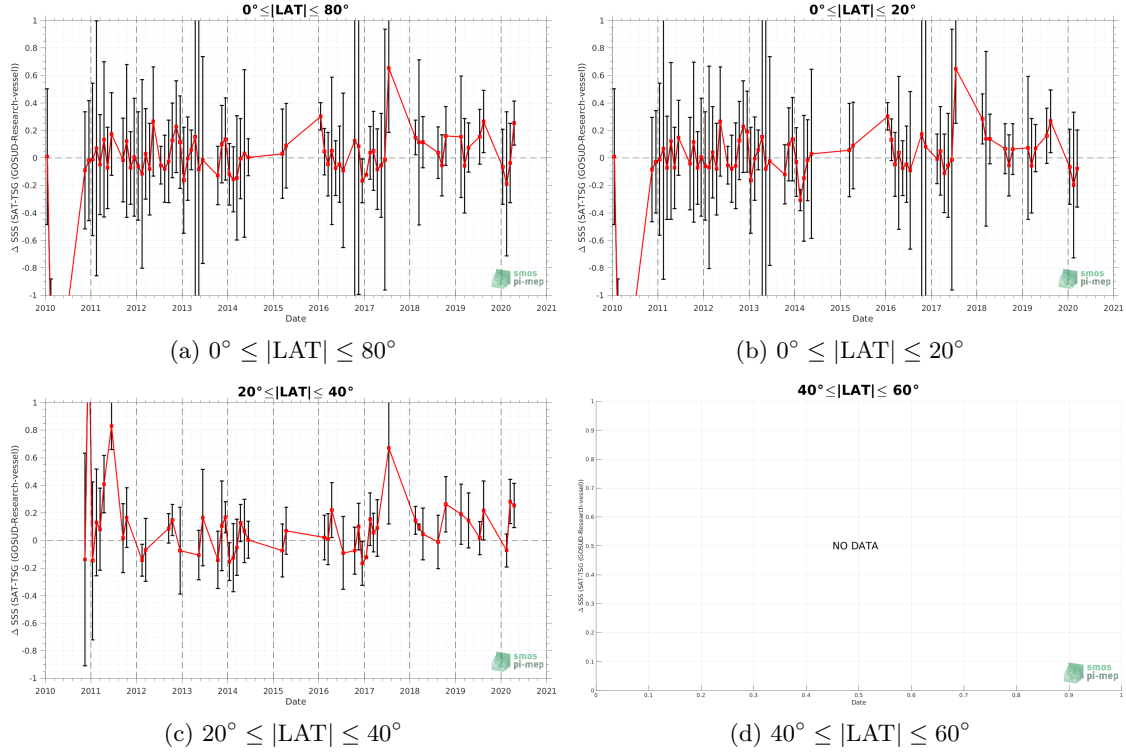 0°≤|LAT|≤ 80°
Δ SSS (SAT-TSG (GOSUD-Research-vessel))
1
0.8
0.6
0.4
0.2
0
-0.2
-0.4
-0.6
-0.8
-1
2010 2011 2012 2013 2014 2015 2016 2017 2018 2019 2020 2021
Date
smos
pi-mep
(a) 0° ≤ |LAT| ≤ 80°
0°≤|LAT|≤ 20°
Δ SSS (SAT-TSG (GOSUD-Research-vessel))
1
0.8
0.6
0.4
0.2
0
-0.2
-0.4
-0.6
-0.8
-1
2010 2011 2012 2013 2014 2015 2016 2017 2018 2019 2020 2021
Date
smos
pi-mep
(b) 0° ≤ |LAT| ≤ 20°
20°≤|LAT|≤ 40°
Δ SSS (SAT-TSG (GOSUD-Research-vessel))
1
0.8
0.6
0.4
0.2
0
-0.2
-0.4
-0.6
-0.8
-1
2010 2011 2012 2013 2014 2015 2016 2017 2018 2019 2020 2021
Date
smos
pi-mep
(c) 20° ≤ |LAT| ≤ 40°
40°≤|LAT|≤ 60°
Δ SSS (SAT-TSG (GOSUD-Research-vessel))
1
0.9
0.8
0.7
0.6
0.5
0.4
0.3
0.2
0.1
0
NO DATA
0 0.1 0.2 0.3 0.4 0.5 0.6 0.7 0.8 0.9 1
Date
smos
pi-mep
(d) 40° ≤ |LAT| ≤ 60°